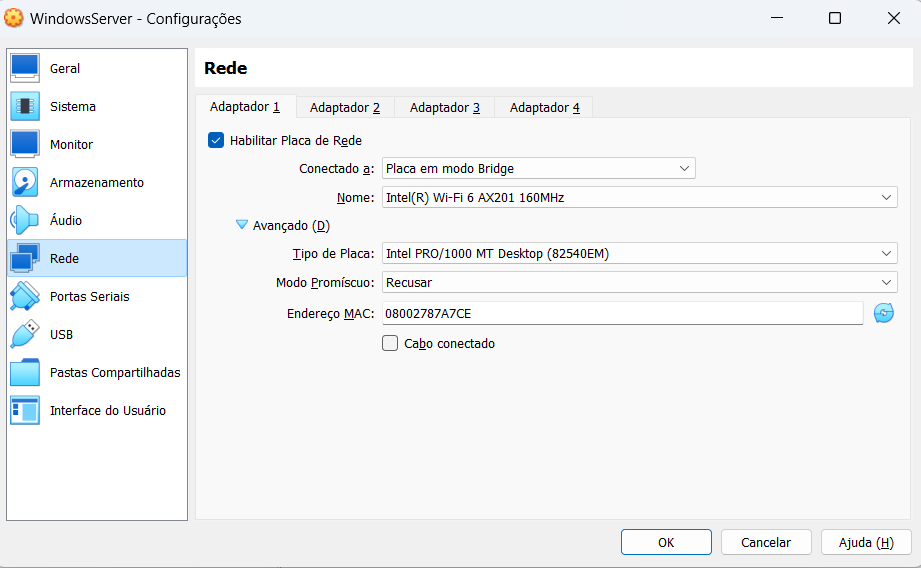 WindowsServer - Configurações
Geral
Sistema
Monitor
Armazenamento
Áudio
Rede
Portas Seriais
USB
Pastas Compartilhadas
Interface do Usuário
Rede
Adaptador 1 Adaptador 2 Adaptador 3 Adaptador 4
Habilitar Placa de Rede
Conectado a: Placa em modo Bridge
Nome: Intel(R) Wi-Fi 6 AX201 160MHz
Avançado (D)
Tipo de Placa: Intel PRO/1000 MT Desktop (82540EM)
Modo Promíscuo: Recusar
Endereço MAC: 08002787A7CE
Cabo conectado
OK Cancelar Ajuda (H)